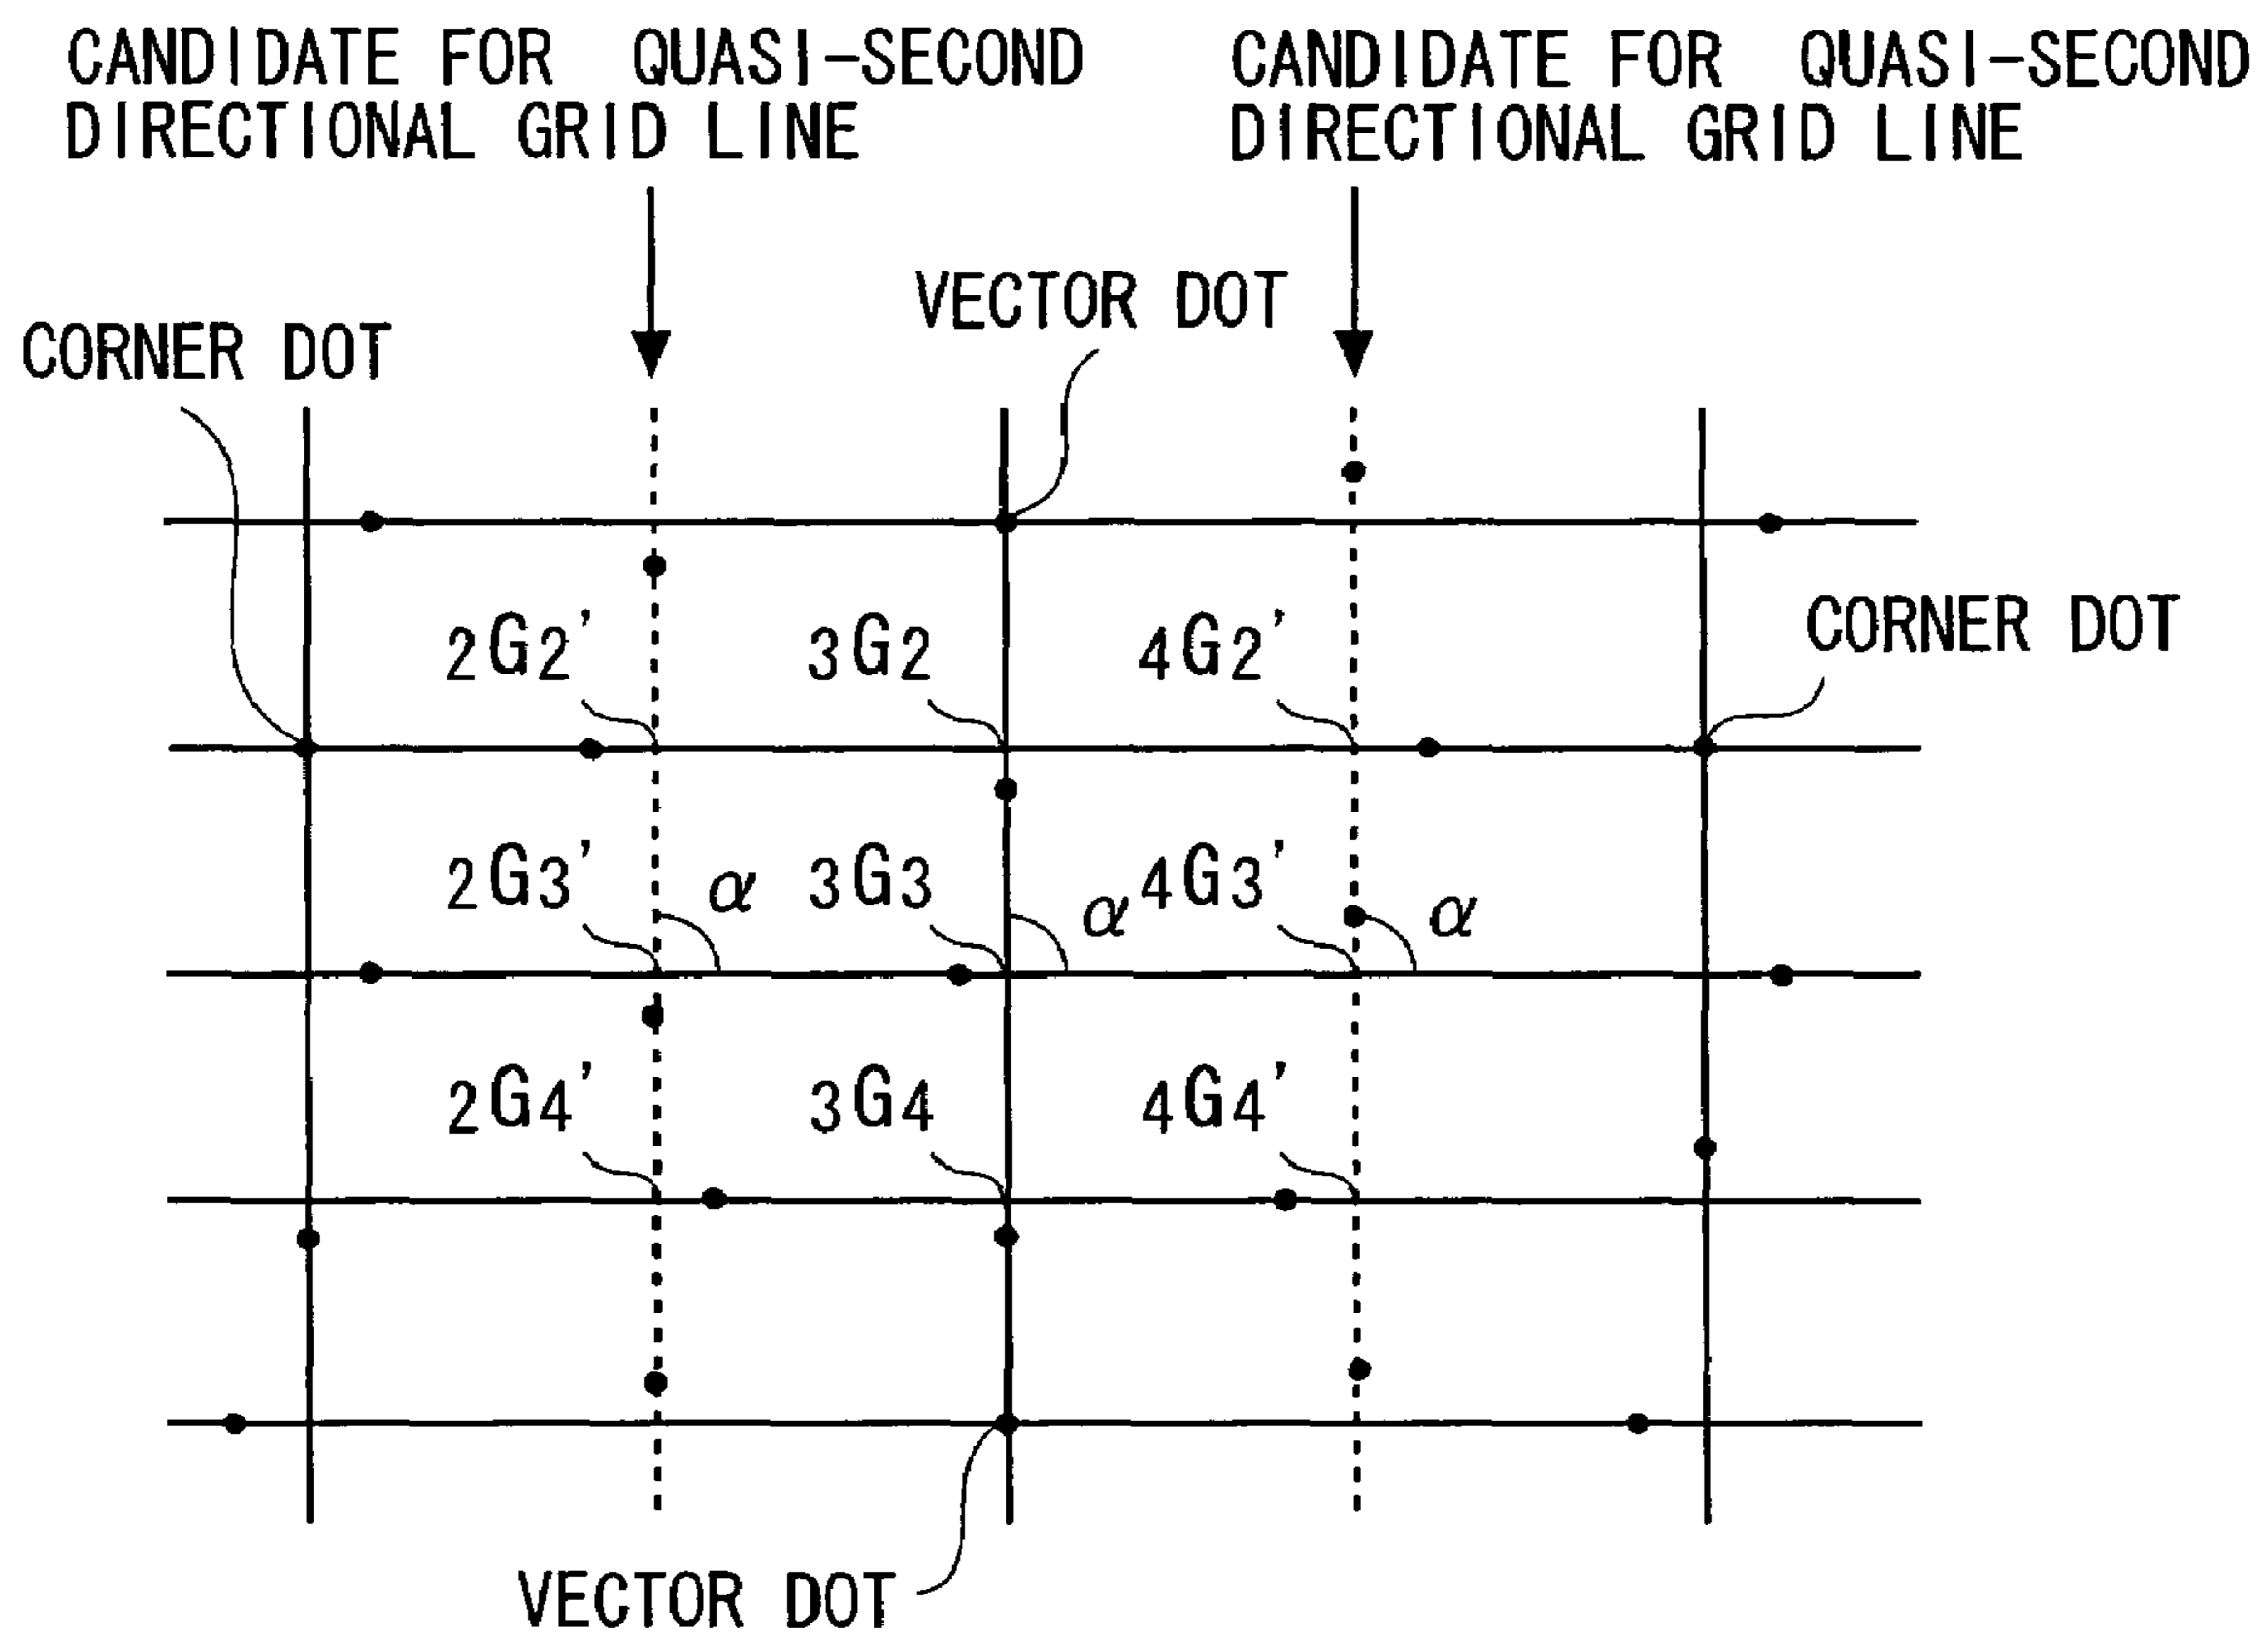 CANDIDATE FOR QUASI-SECOND
DIRECTIONAL GRID LINE
CANDIDATE FOR QUASI-SECOND
DIRECTIONAL GRID LINE
VECTOR DOT
CORNER DOT
CORNER DOT
2G2' 3G2 4G2'
2G3' α 3G3 α 4G3' α
2G4' 3G4 4G4'
VECTOR DOT